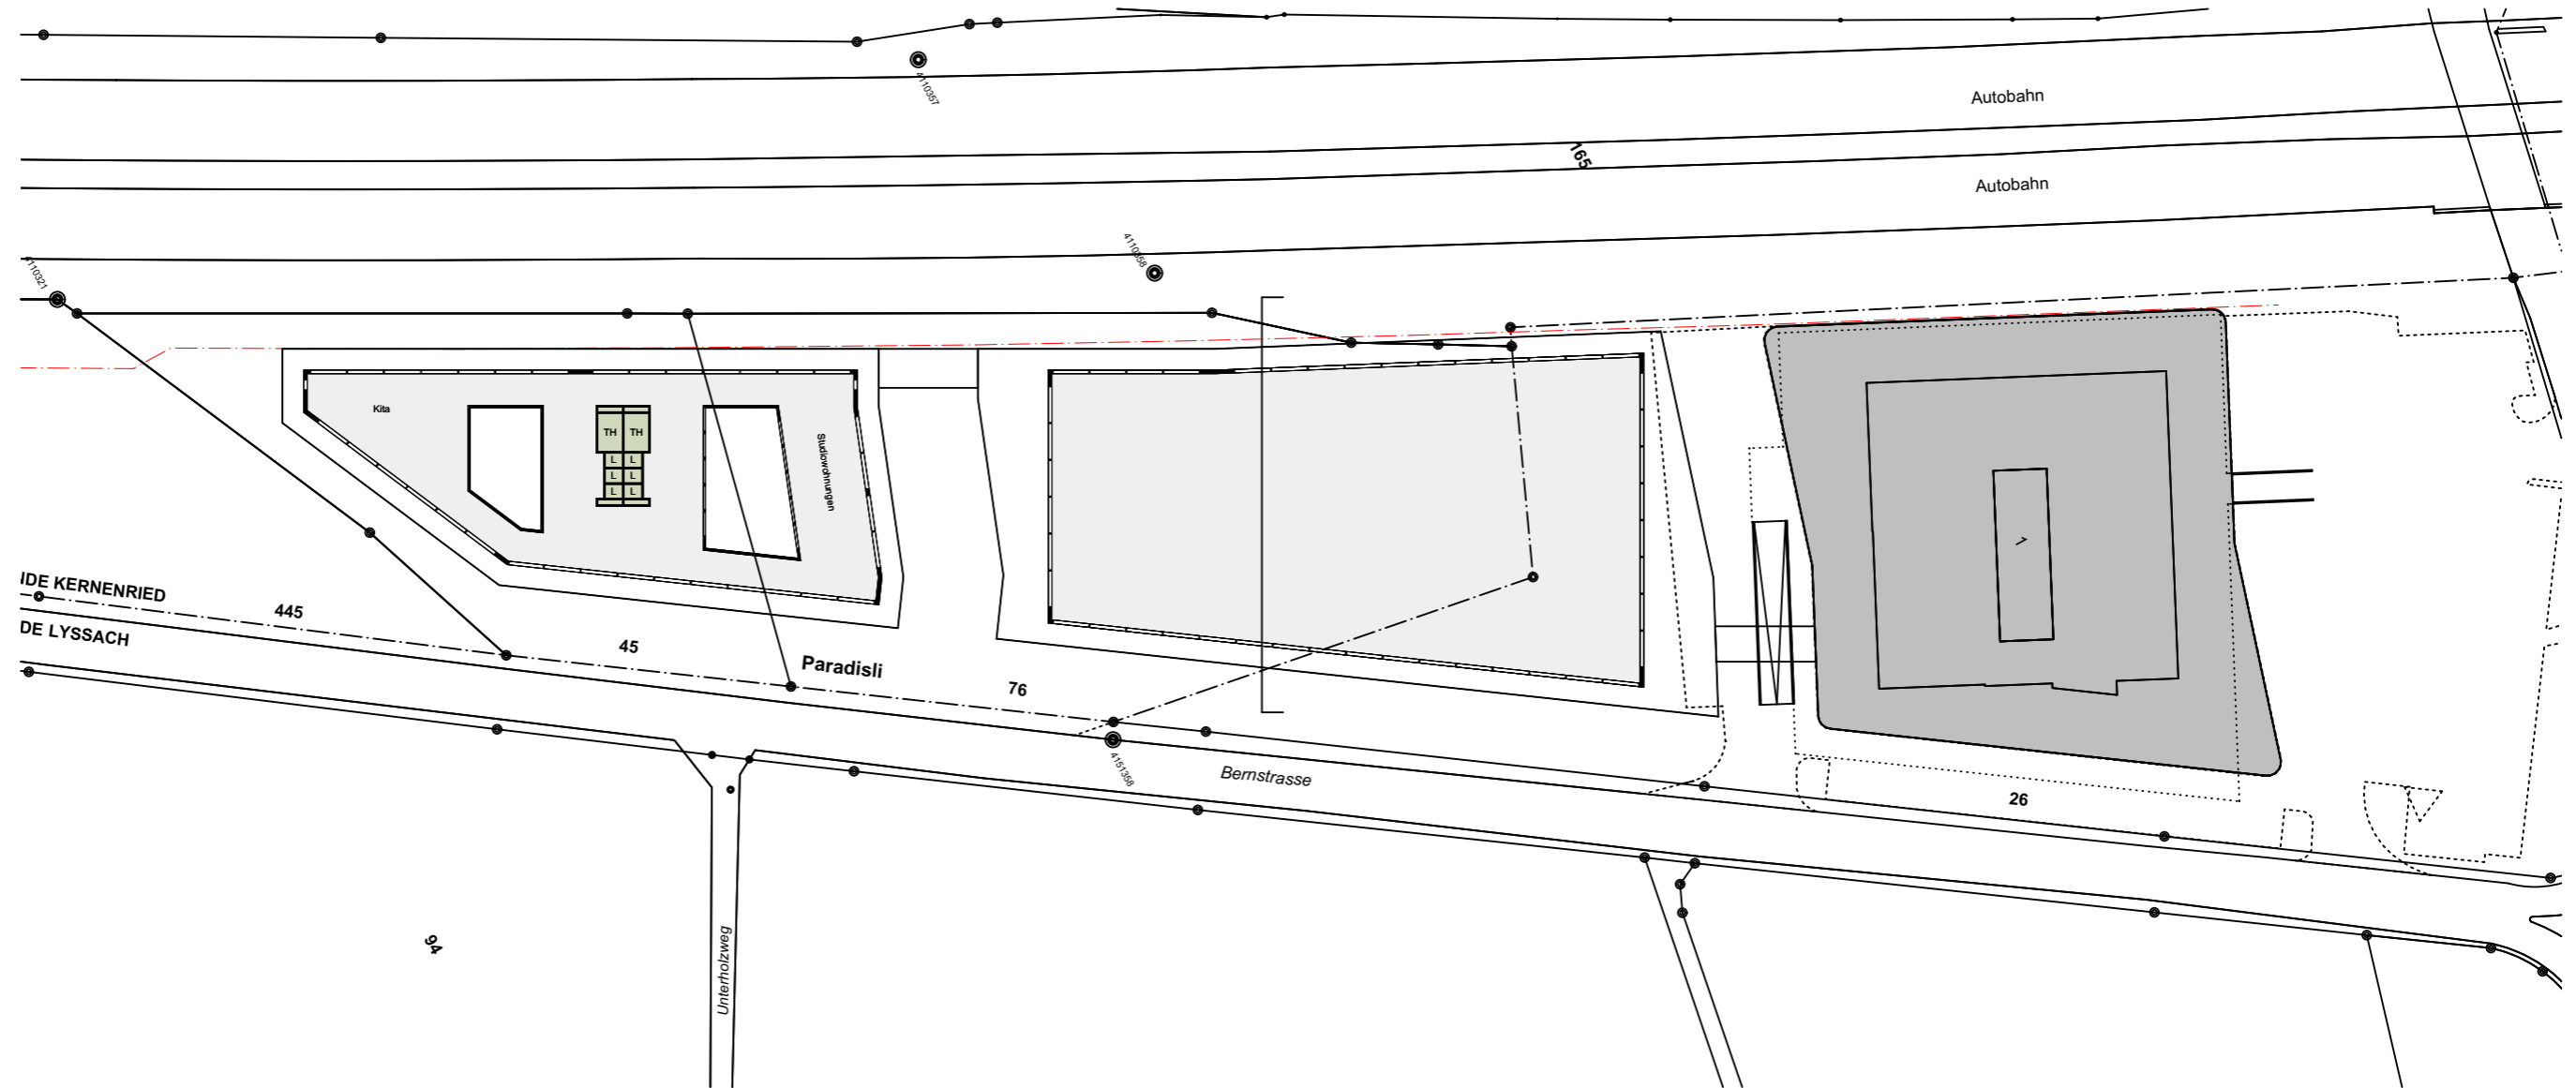 4110357
Autobahn
165
Autobahn
4110358
4110321
Kita
TH TH
L L
L L
L L
Studiowohnungen
1
IDE KERNENRIED
445
DE LYSSACH
45
Paradisli
76
4151358
Bernstrasse
26
94
Unterholzweg